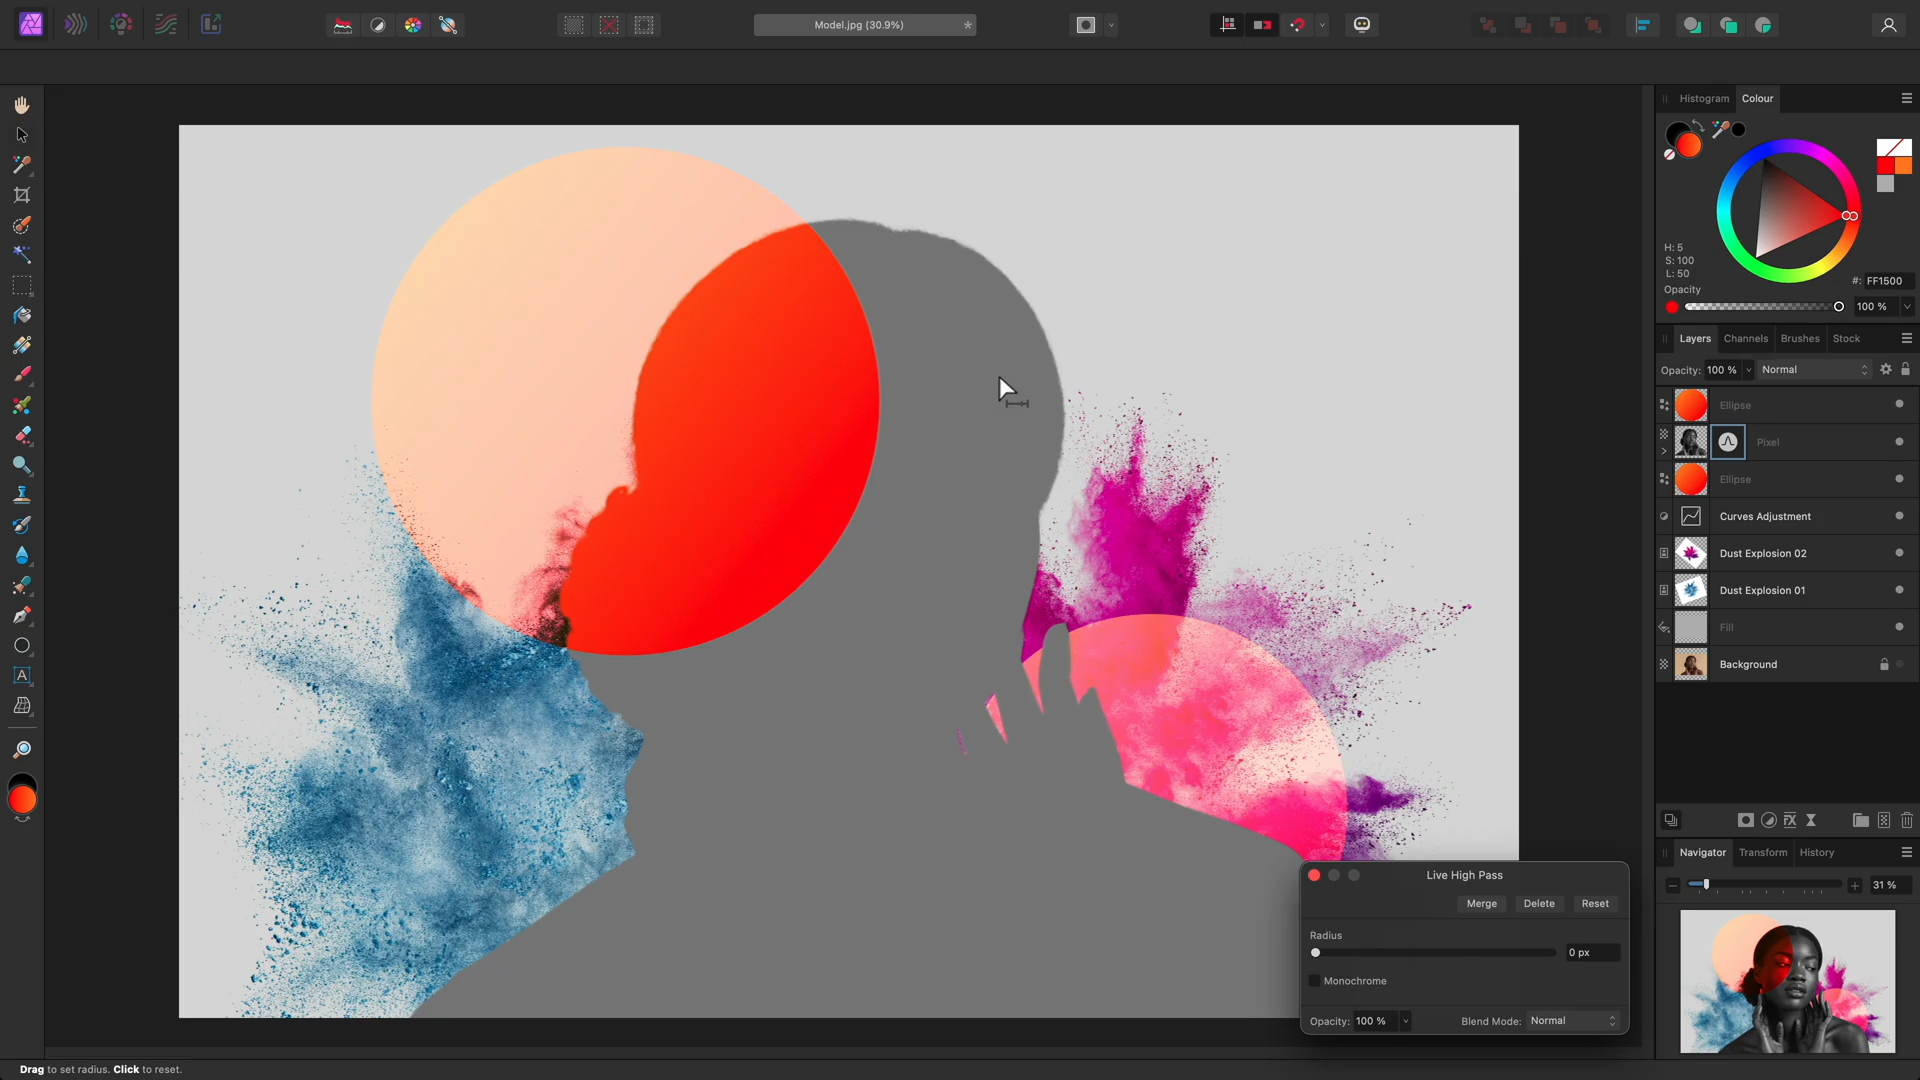 Model.jpg (30.9%)
*
Histogram
Colour
H: 5
S: 100
L: 50
#: FF1500
Opacity
100 %
Layers
Channels
Brushes
Stock
Opacity: 100 %
Normal
Ellipse
Pixel
Ellipse
Curves Adjustment
Dust Explosion 02
Dust Explosion 01
Fill
Background
FX
A
Navigator
Transform
History
31 %
Live High Pass
Merge
Delete
Reset
Radius
0 px
Monochrome
Opacity: 100 %
Blend Mode: Normal
Drag to set radius. Click to reset.